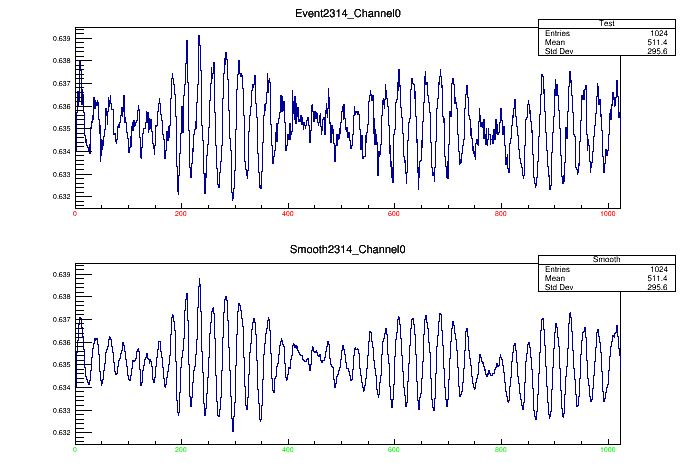 Event2314_Channel0
Test
Entries 1024
Mean 511.4
Std Dev 295.6
0.639
0.638
0.637
0.636
0.635
0.634
0.633
0.632
0 200 400 600 800 1000
Smooth2314_Channel0
Smooth
Entries 1024
Mean 511.4
Std Dev 295.6
0.639
0.638
0.637
0.636
0.635
0.634
0.633
0.632
0 200 400 600 800 1000